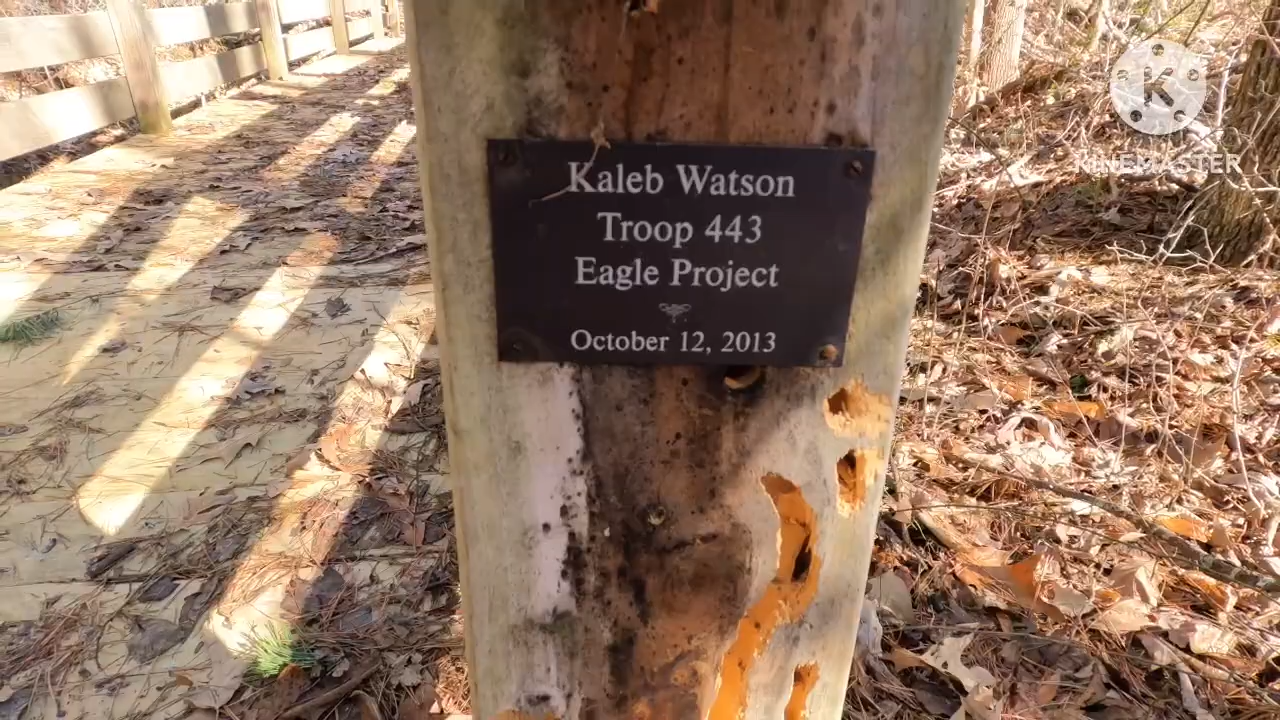 Kaleb Watson
Troop 443
Eagle Project
October 12, 2013
K
KINEMASTER